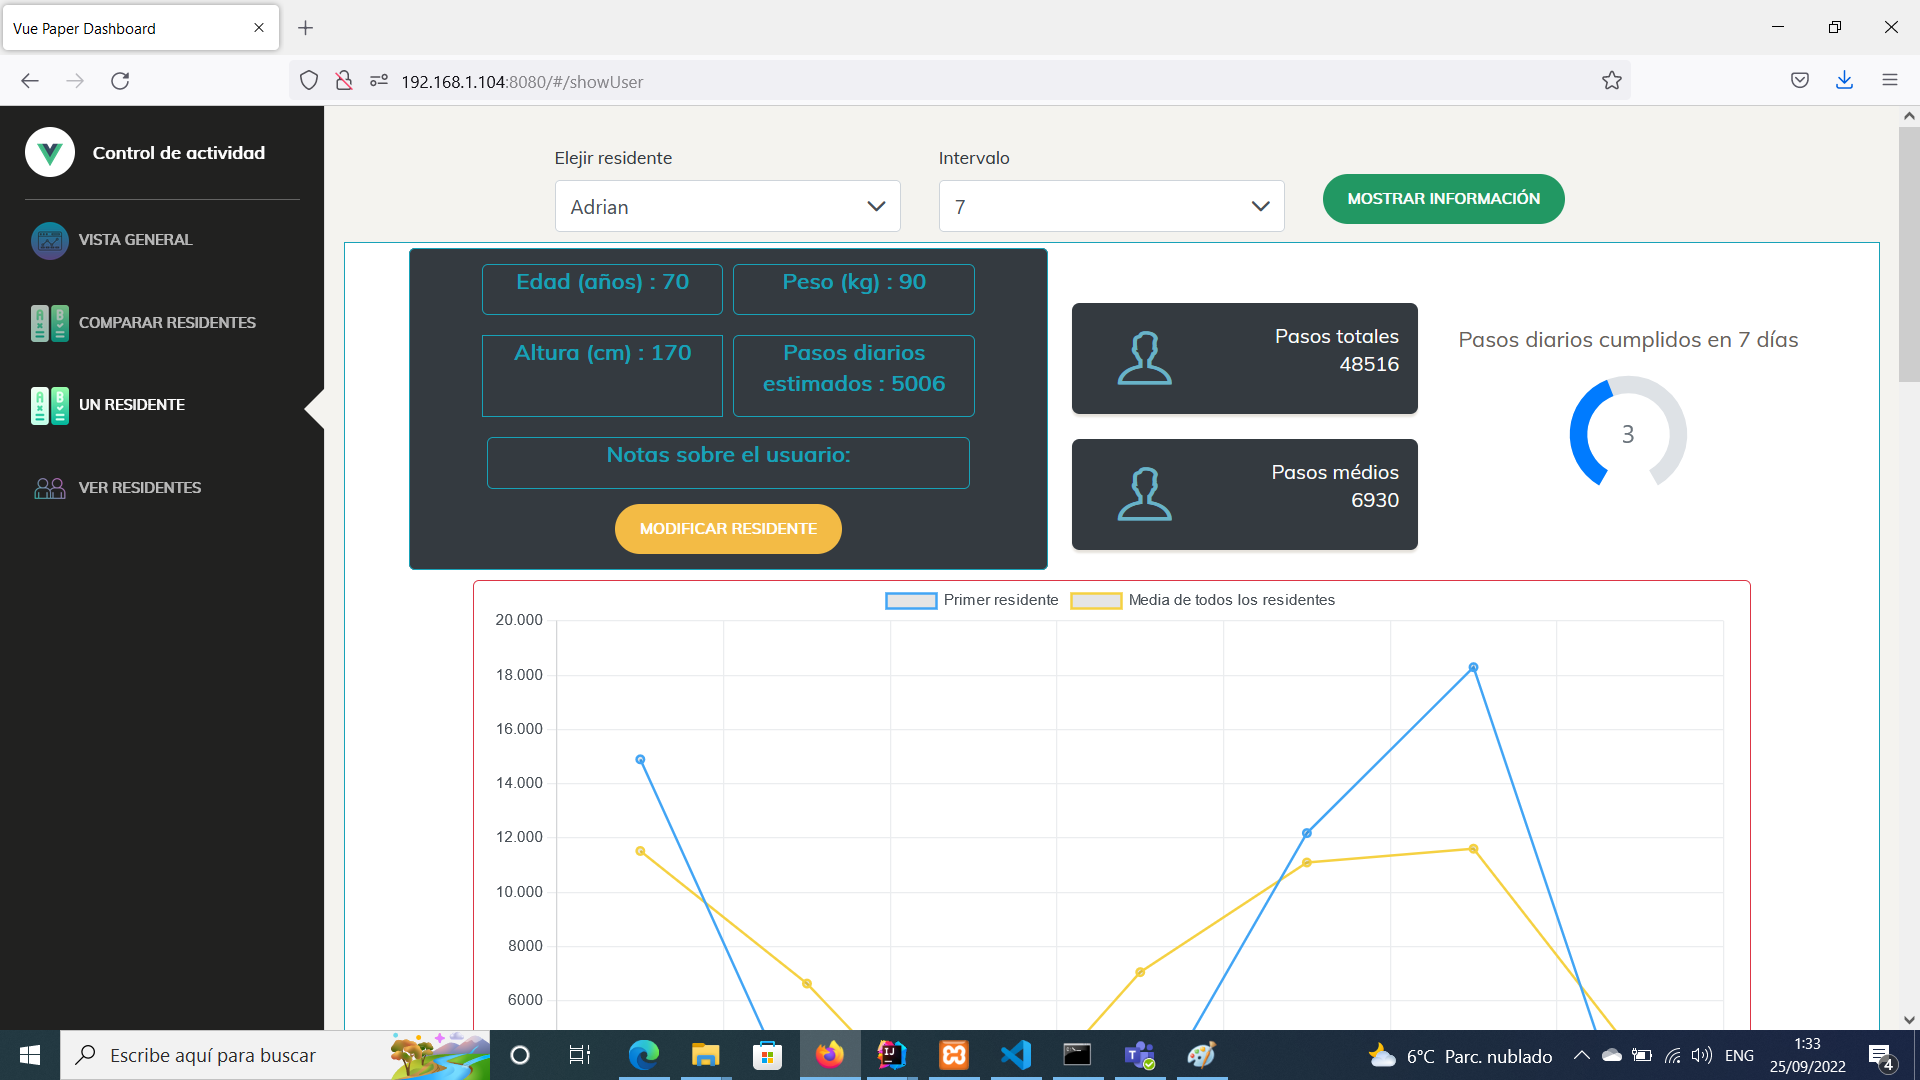 Vue Paper Dashboard
192.168.1.104:8080/#/showUser
Control de actividad
VISTA GENERAL
COMPARAR RESIDENTES
UN RESIDENTE
VER RESIDENTES
Elejir residente
Adrian
Intervalo
7
MOSTRAR INFORMACIÓN
Edad (años) : 70
Peso (kg) : 90
Altura (cm) : 170
Pasos diarios
estimados : 5006
Notas sobre el usuario:
MODIFICAR RESIDENTE
Pasos totales
48516
Pasos médios
6930
Pasos diarios cumplidos en 7 días
3
Primer residente
Media de todos los residentes
20.000
18.000
16.000
14.000
12.000
10.000
8000
6000
Escribe aquí para buscar
6°C Parc. nublado
ENG
1:33
25/09/2022
4